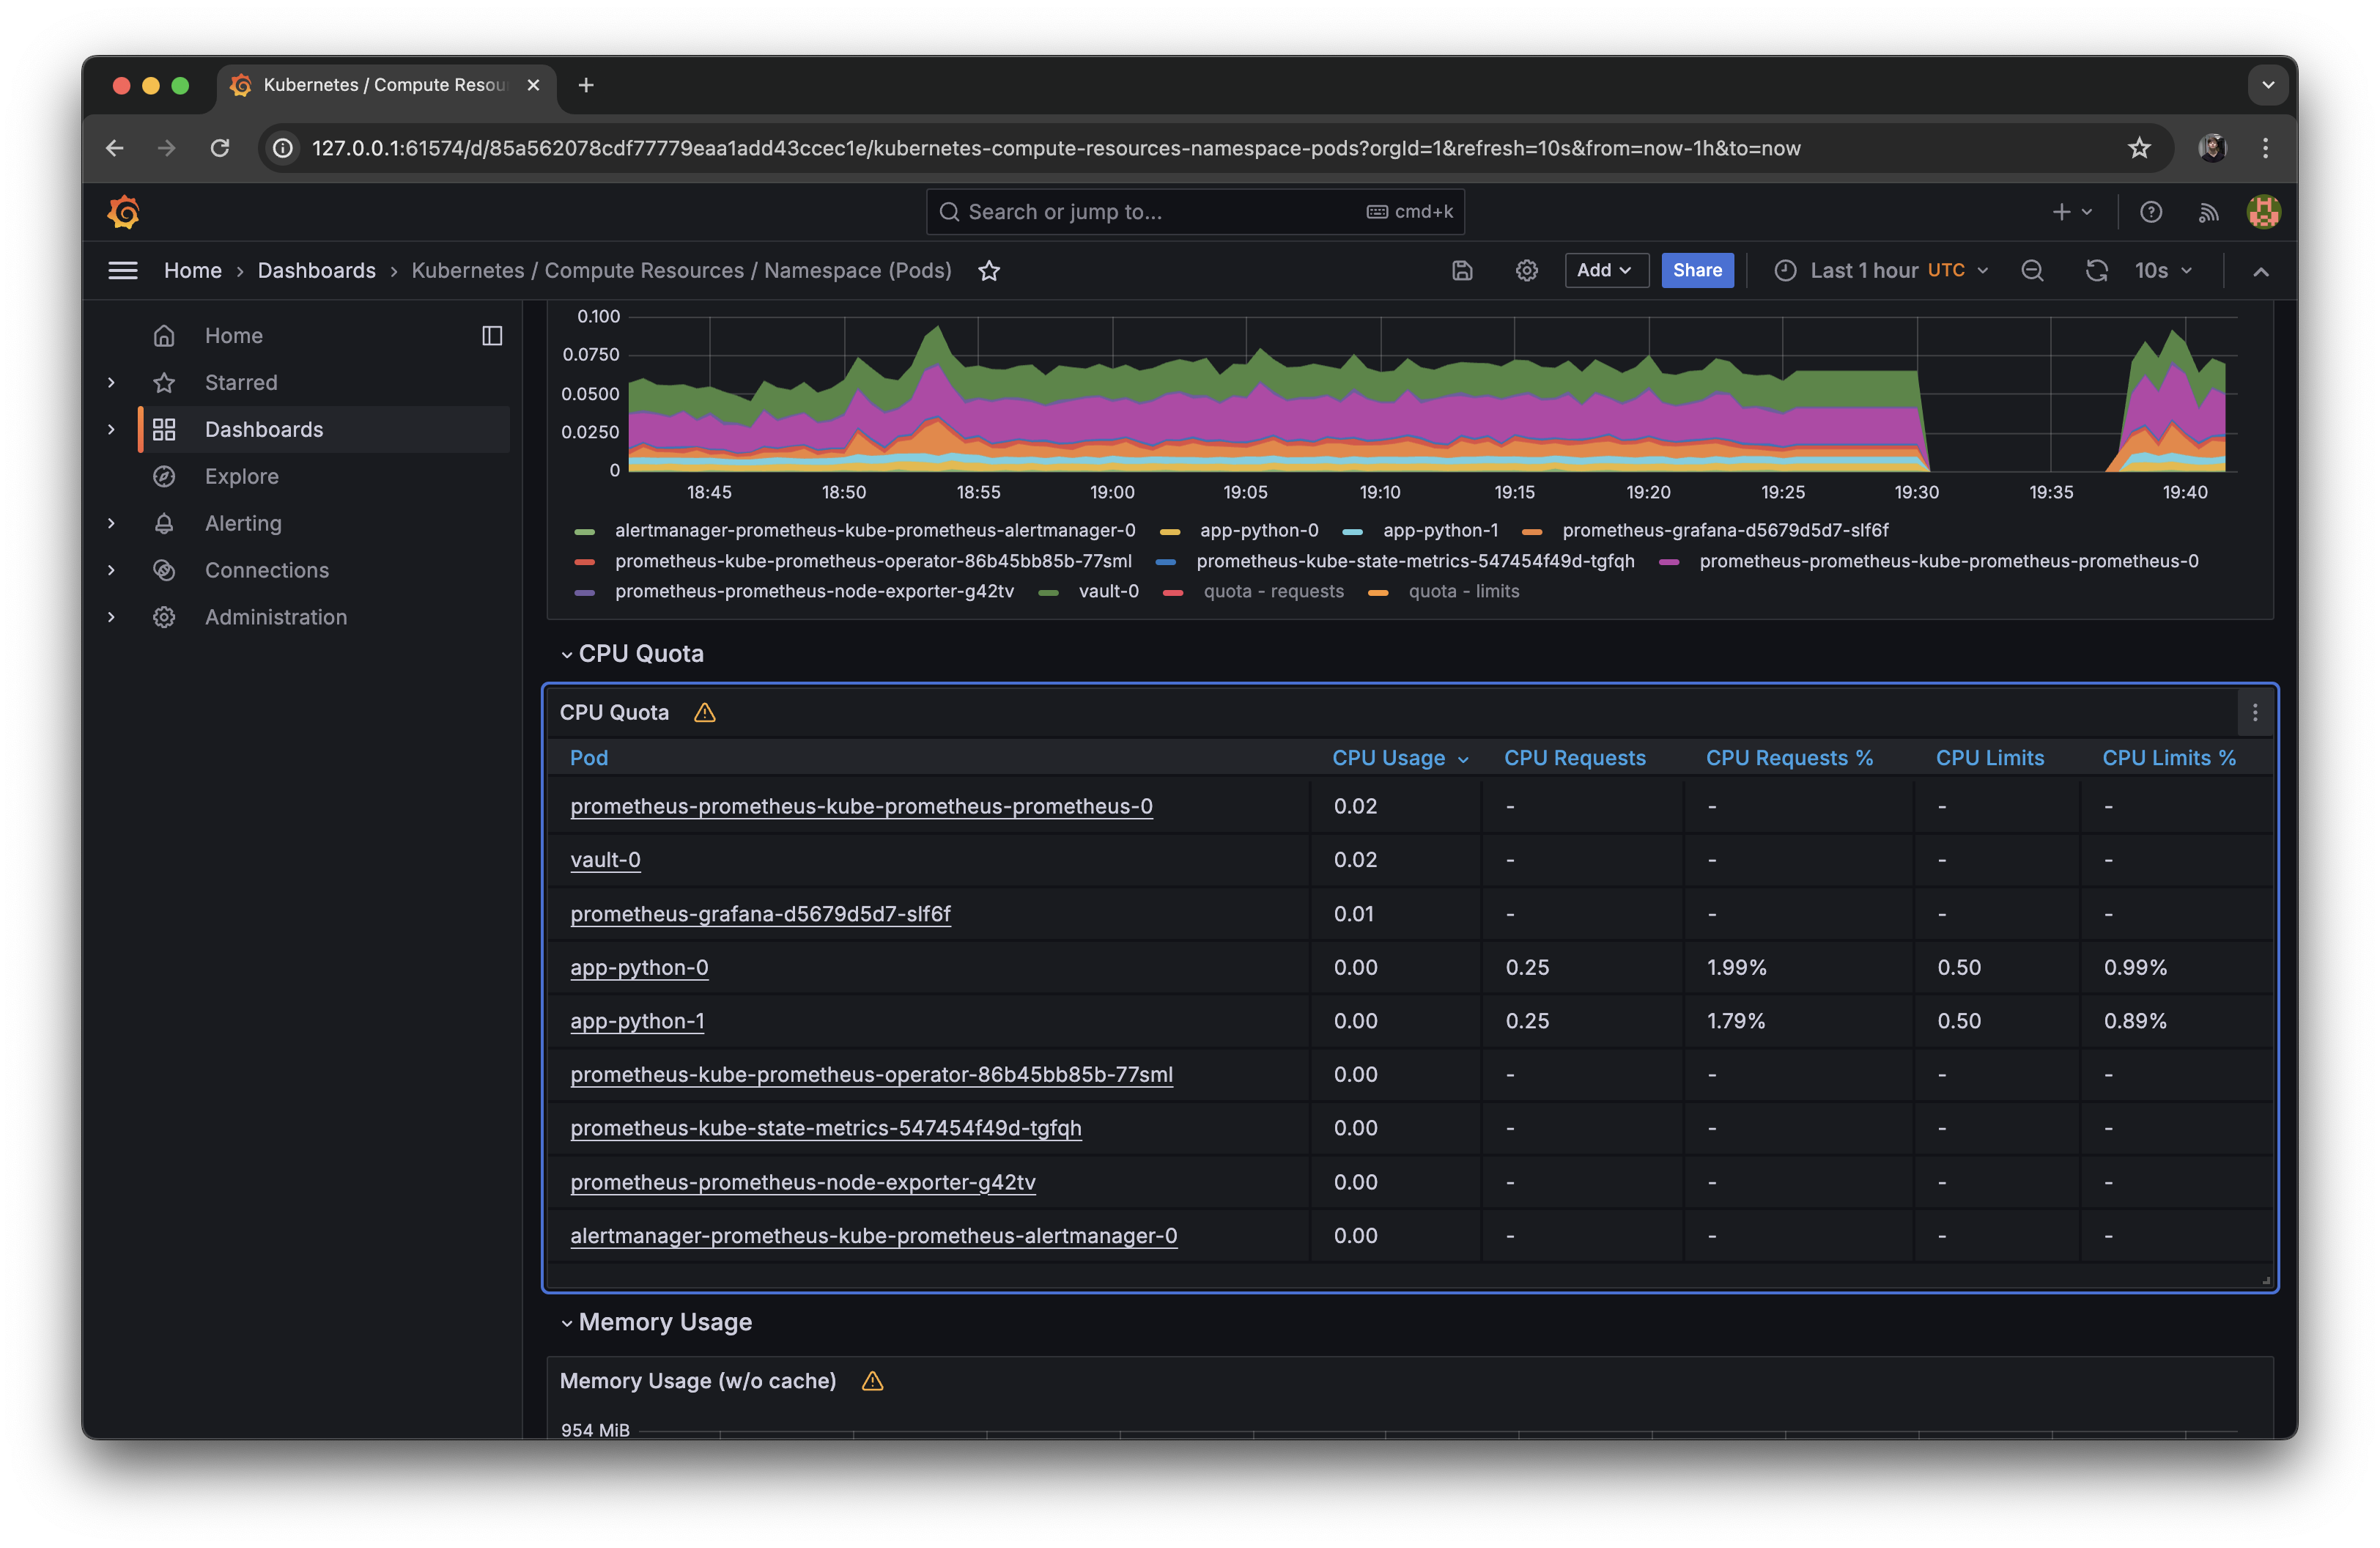 Kubernetes / Compute Resou
127.0.0.1:61574/d/85a562078cdf77779eaa1add43ccec1e/kubernetes-compute-resources-namespace-pods?orgId=1&refresh=10s&from=now-1h&to=now
Search or jump to... cmd+k
Home › Dashboards › Kubernetes / Compute Resources / Namespace (Pods) Add Share Last 1 hour UTC 10s
Home
Starred
Dashboards
Explore
Alerting
Connections
Administration
0.100
0.0750
0.0500
0.0250
0
18:45 18:50 18:55 19:00 19:05 19:10 19:15 19:20 19:25 19:30 19:35 19:40
alertmanager-prometheus-kube-prometheus-alertmanager-0 app-python-0 app-python-1 prometheus-grafana-d5679d5d7-slf6f
prometheus-kube-prometheus-operator-86b45bb85b-77sml prometheus-kube-state-metrics-547454f49d-tgfqh prometheus-prometheus-kube-prometheus-prometheus-0
prometheus-prometheus-node-exporter-g42tv vault-0 quota - requests quota - limits
CPU Quota
CPU Quota
Pod CPU Usage CPU Requests CPU Requests % CPU Limits CPU Limits %
prometheus-prometheus-kube-prometheus-prometheus-0 0.02 - - - -
vault-0 0.02 - - - -
prometheus-grafana-d5679d5d7-slf6f 0.01 - - - -
app-python-0 0.00 0.25 1.99% 0.50 0.99%
app-python-1 0.00 0.25 1.79% 0.50 0.89%
prometheus-kube-prometheus-operator-86b45bb85b-77sml 0.00 - - - -
prometheus-kube-state-metrics-547454f49d-tgfqh 0.00 - - - -
prometheus-prometheus-node-exporter-g42tv 0.00 - - - -
alertmanager-prometheus-kube-prometheus-alertmanager-0 0.00 - - - -
Memory Usage
Memory Usage (w/o cache)
954 MiB